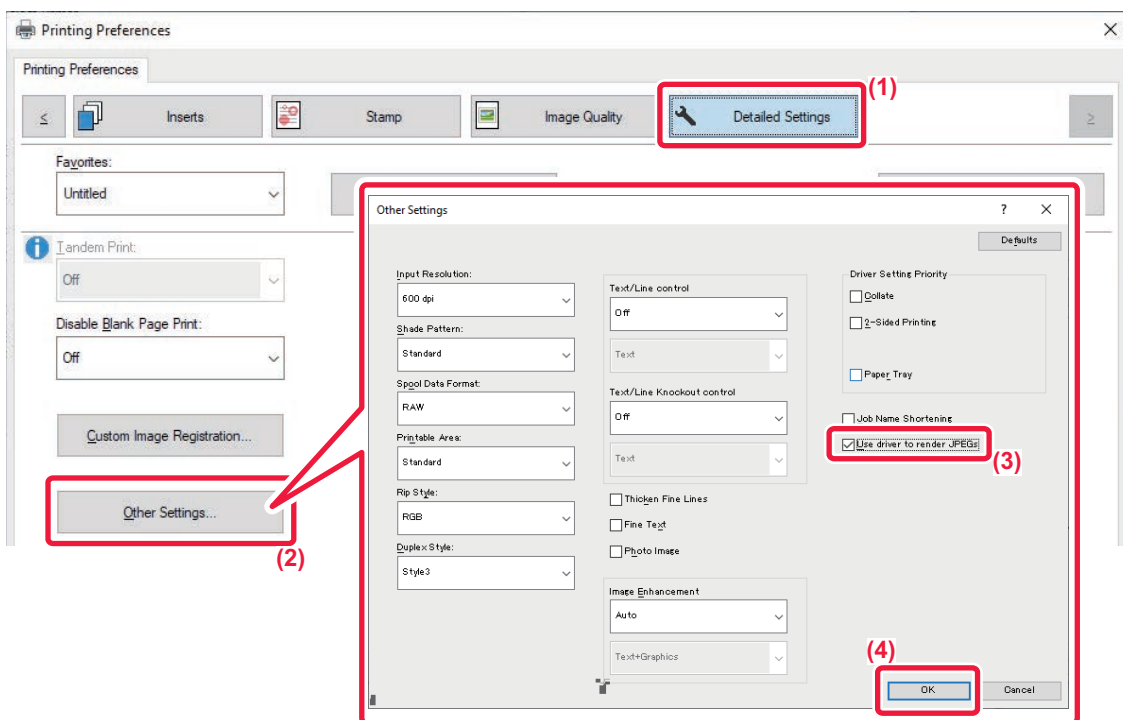 Printing Preferences
Printing Preferences
(1)
< Inserts Stamp Image Quality Detailed Settings >
Favorites:
Untitled
Tandem Print:
Off
Disable Blank Page Print:
Off
Custom Image Registration...
Other Settings...
(2)
Other Settings ?
Defaults
Input Resolution:
600 dpi
Shade Pattern:
Standard
Spool Data Format:
RAW
Printable Area:
Standard
Rip Style:
RGB
Duplex Style:
Style3
Text/Line control
Off
Text
Text/Line Knockout control
Off
Text
Thicken Fine Lines
Fine Text
Photo Image
Image Enhancement
Auto
Text+Graphics
Driver Setting Priority
Collate
2-Sided Printing
Paper Tray
Job Name Shortening
Use driver to render JPEGs
(3)
(4)
OK Cancel